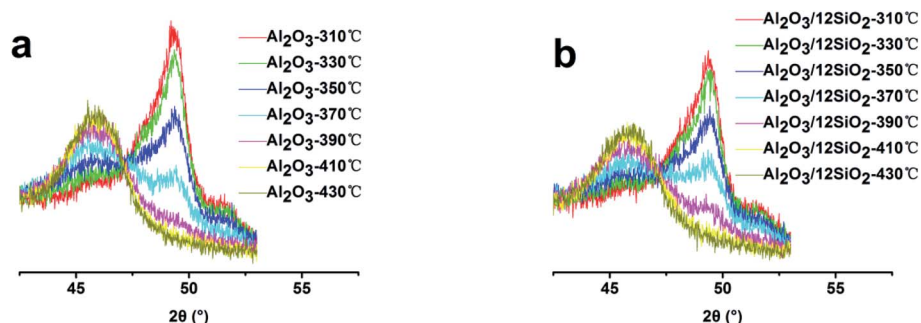 a
Al₂O₃-310℃
Al₂O₃-330℃
Al₂O₃-350℃
Al₂O₃-370℃
Al₂O₃-390℃
Al₂O₃-410℃
Al₂O₃-430℃
45 50 55
2θ (°)
b
Al₂O₃/12SiO₂-310℃
Al₂O₃/12SiO₂-330℃
Al₂O₃/12SiO₂-350℃
Al₂O₃/12SiO₂-370℃
Al₂O₃/12SiO₂-390℃
Al₂O₃/12SiO₂-410℃
Al₂O₃/12SiO₂-430℃
45 50 55
2θ (°)